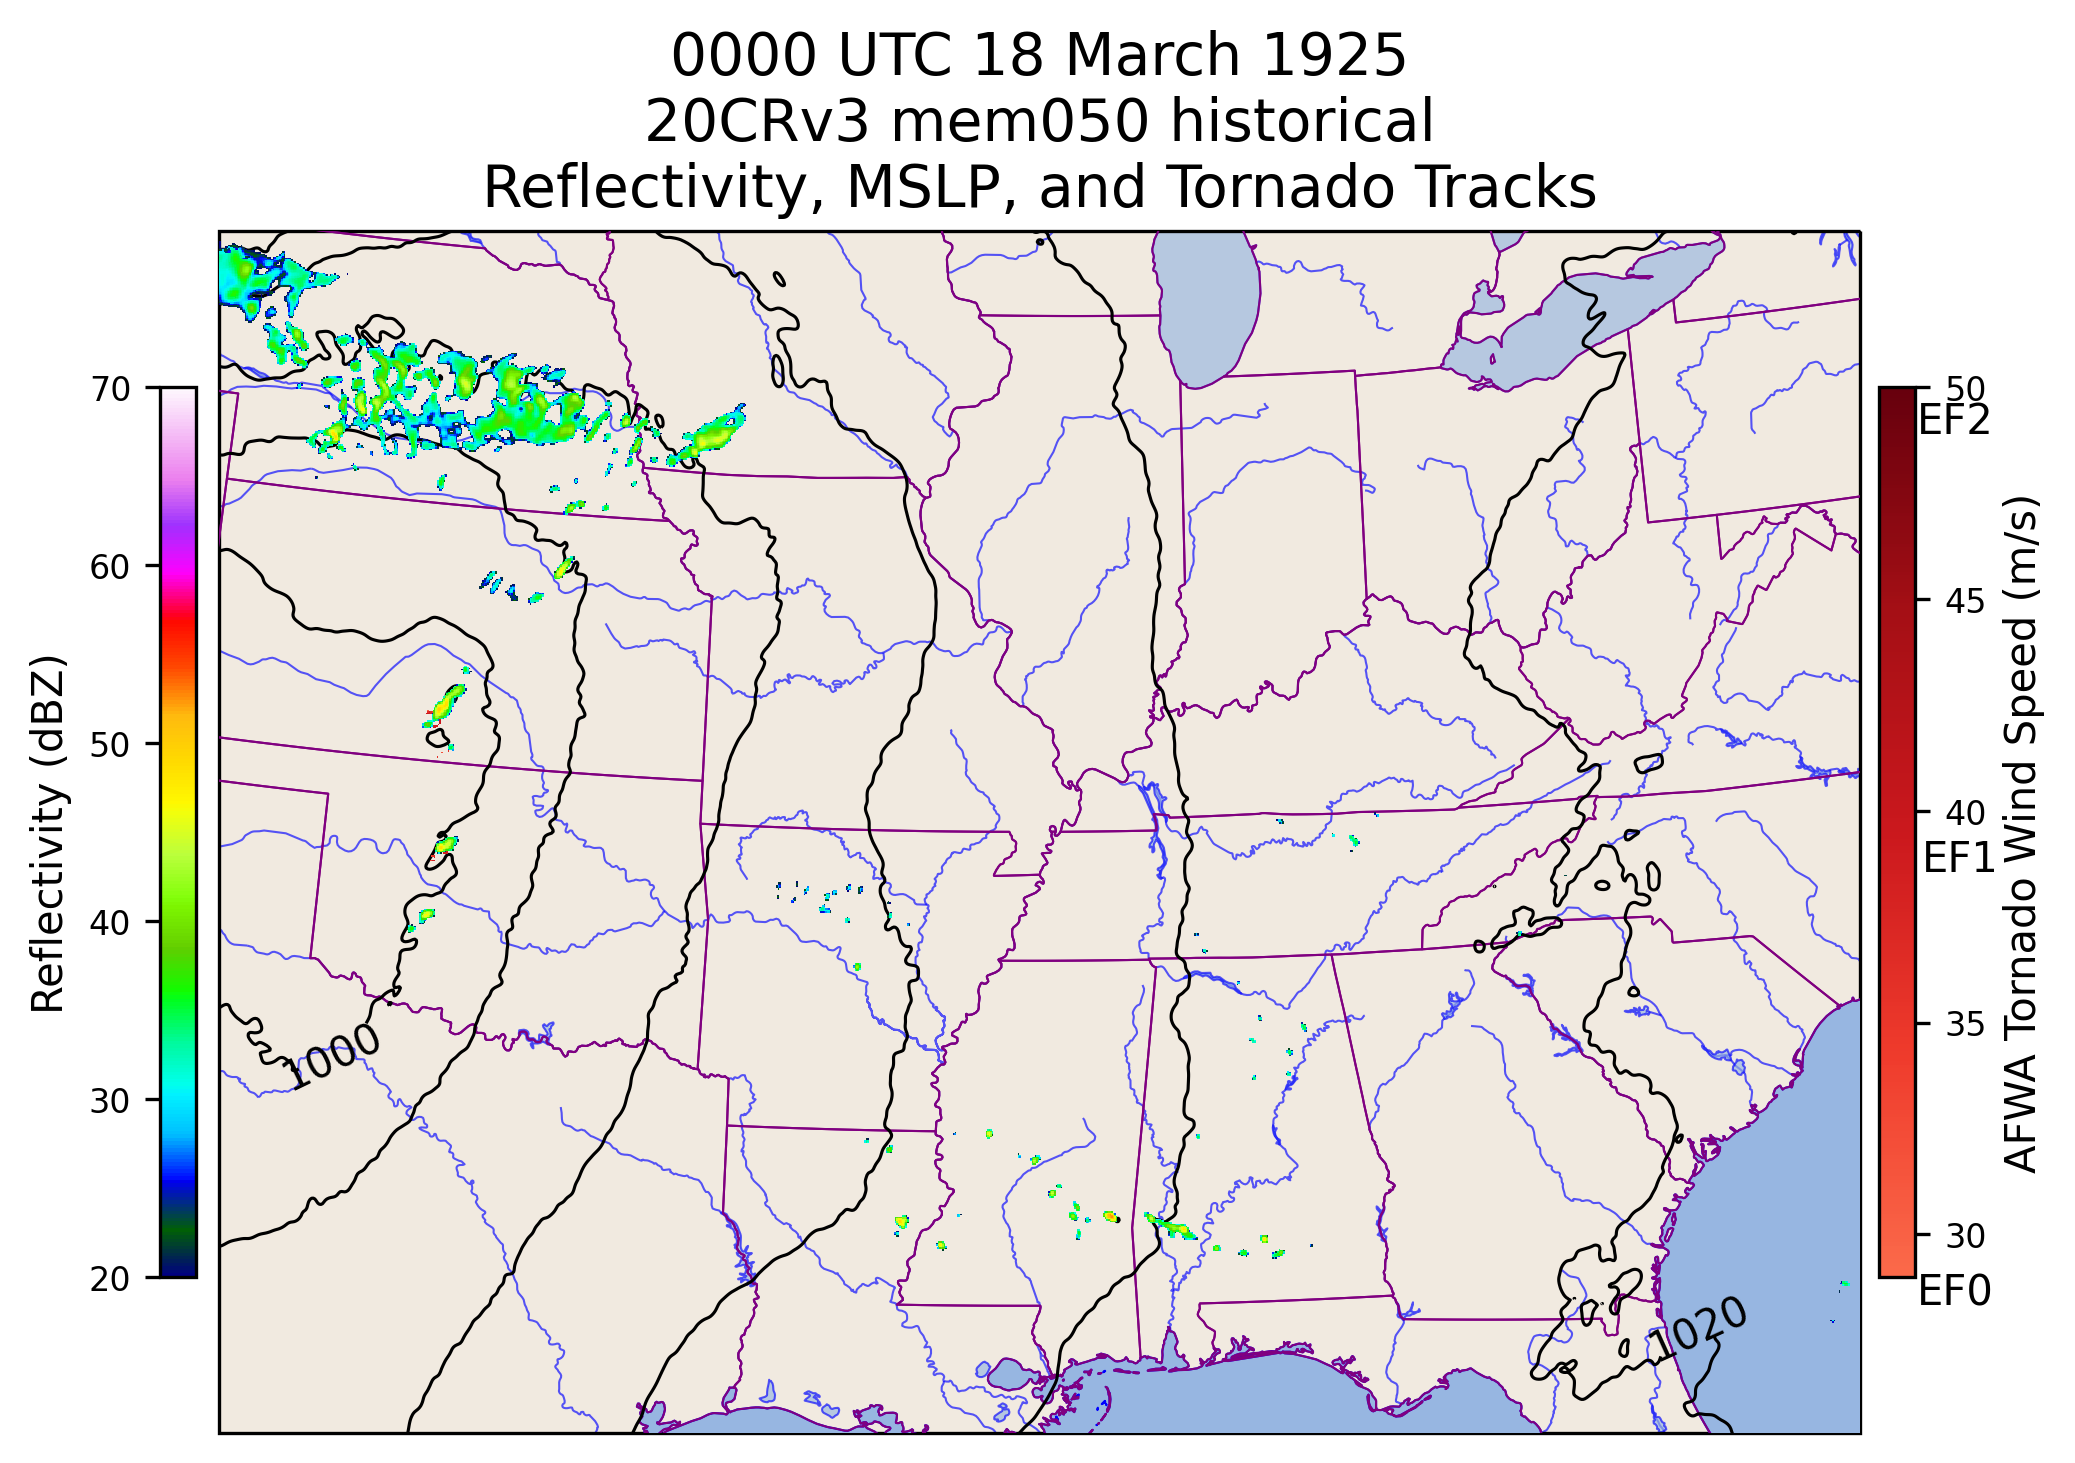 0000 UTC 18 March 1925
20CRv3 mem050 historical
Reflectivity, MSLP, and Tornado Tracks
70
60
50
40
30
20
Reflectivity (dBZ)
1000
1020
50
EF2
45
40
EF1
35
30
EF0
AFWA Tornado Wind Speed (m/s)